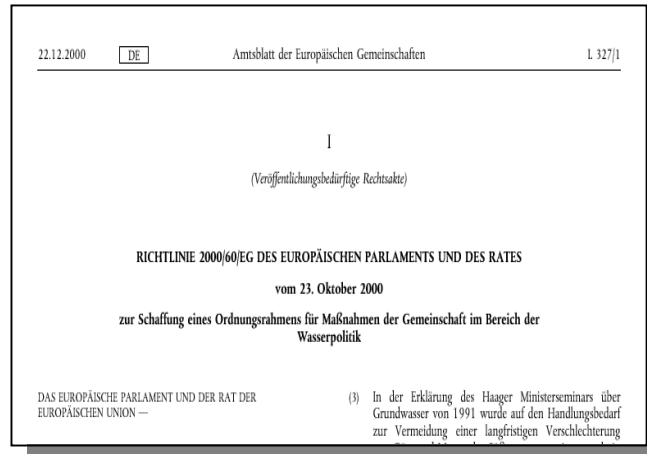 22.12.2000 DE Amtsblatt der Europäischen Gemeinschaften L 327/1
I
(Veröffentlichungsbedürftige Rechtsakte)
RICHTLINIE 2000/60/EG DES EUROPÄISCHEN PARLAMENTS UND DES RATES
vom 23. Oktober 2000
zur Schaffung eines Ordnungsrahmens für Maßnahmen der Gemeinschaft im Bereich der
Wasserpolitik
DAS EUROPÄISCHE PARLAMENT UND DER RAT DER
EUROPÄISCHEN UNION —
(3) In der Erklärung des Haager Ministerseminars über
Grundwasser von 1991 wurde auf den Handlungsbedarf
zur Vermeidung einer langfristigen Verschlechterung